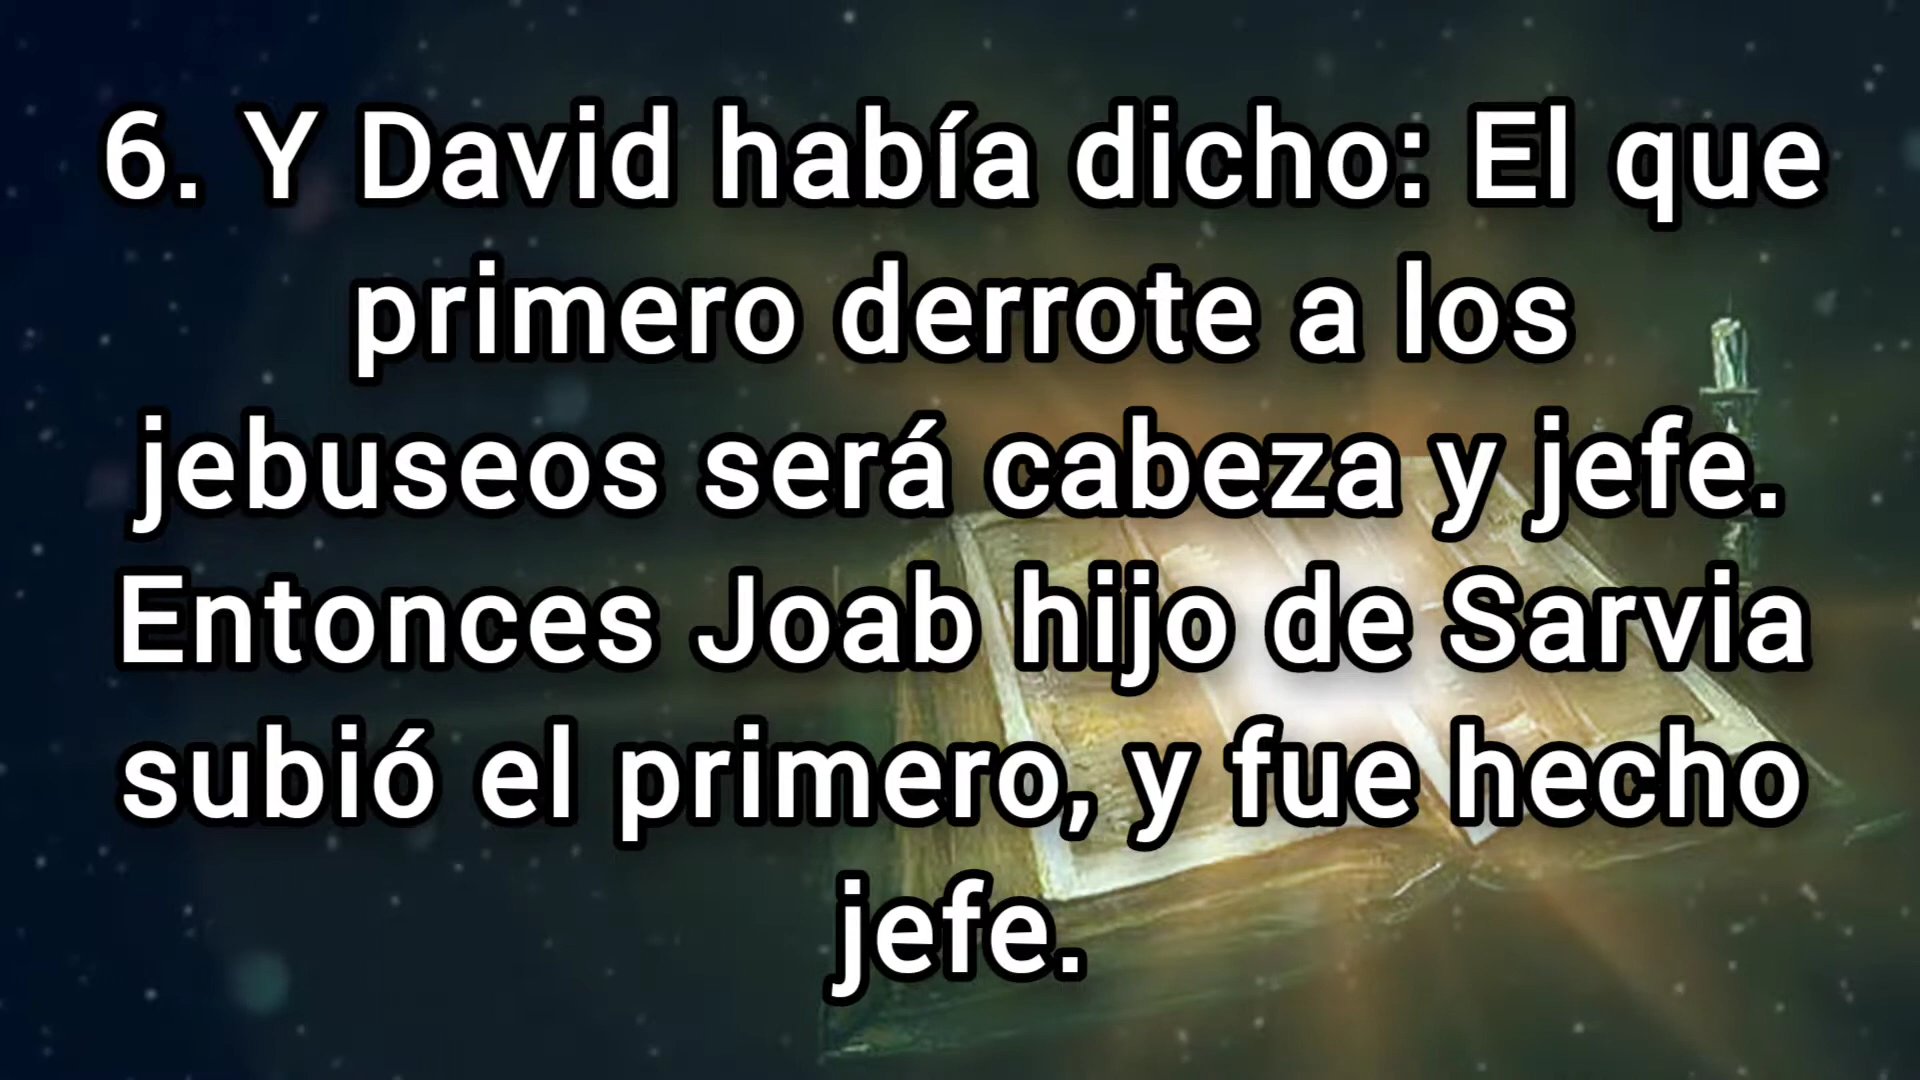 6. Y David había dicho: El que
primero derrote a los
jebuseos será cabeza y jefe.
Entonces Joab hijo de Sarvia
subió el primero, y fue hecho
jefe.